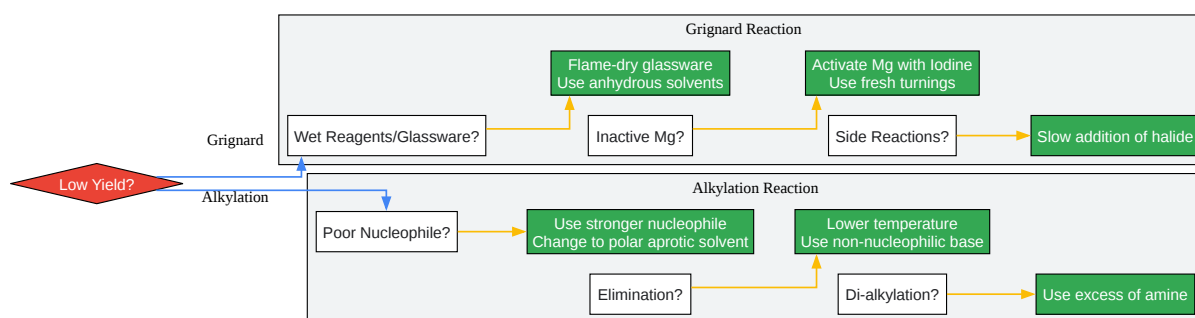 Grignard Reaction
Flame-dry glassware
Use anhydrous solvents
Activate Mg with Iodine
Use fresh turnings
Wet Reagents/Glassware?
Inactive Mg?
Side Reactions?
Slow addition of halide
Grignard
Low Yield?
Alkylation
Alkylation Reaction
Poor Nucleophile?
Use stronger nucleophile
Change to polar aprotic solvent
Lower temperature
Use non-nucleophilic base
Elimination?
Di-alkylation?
Use excess of amine